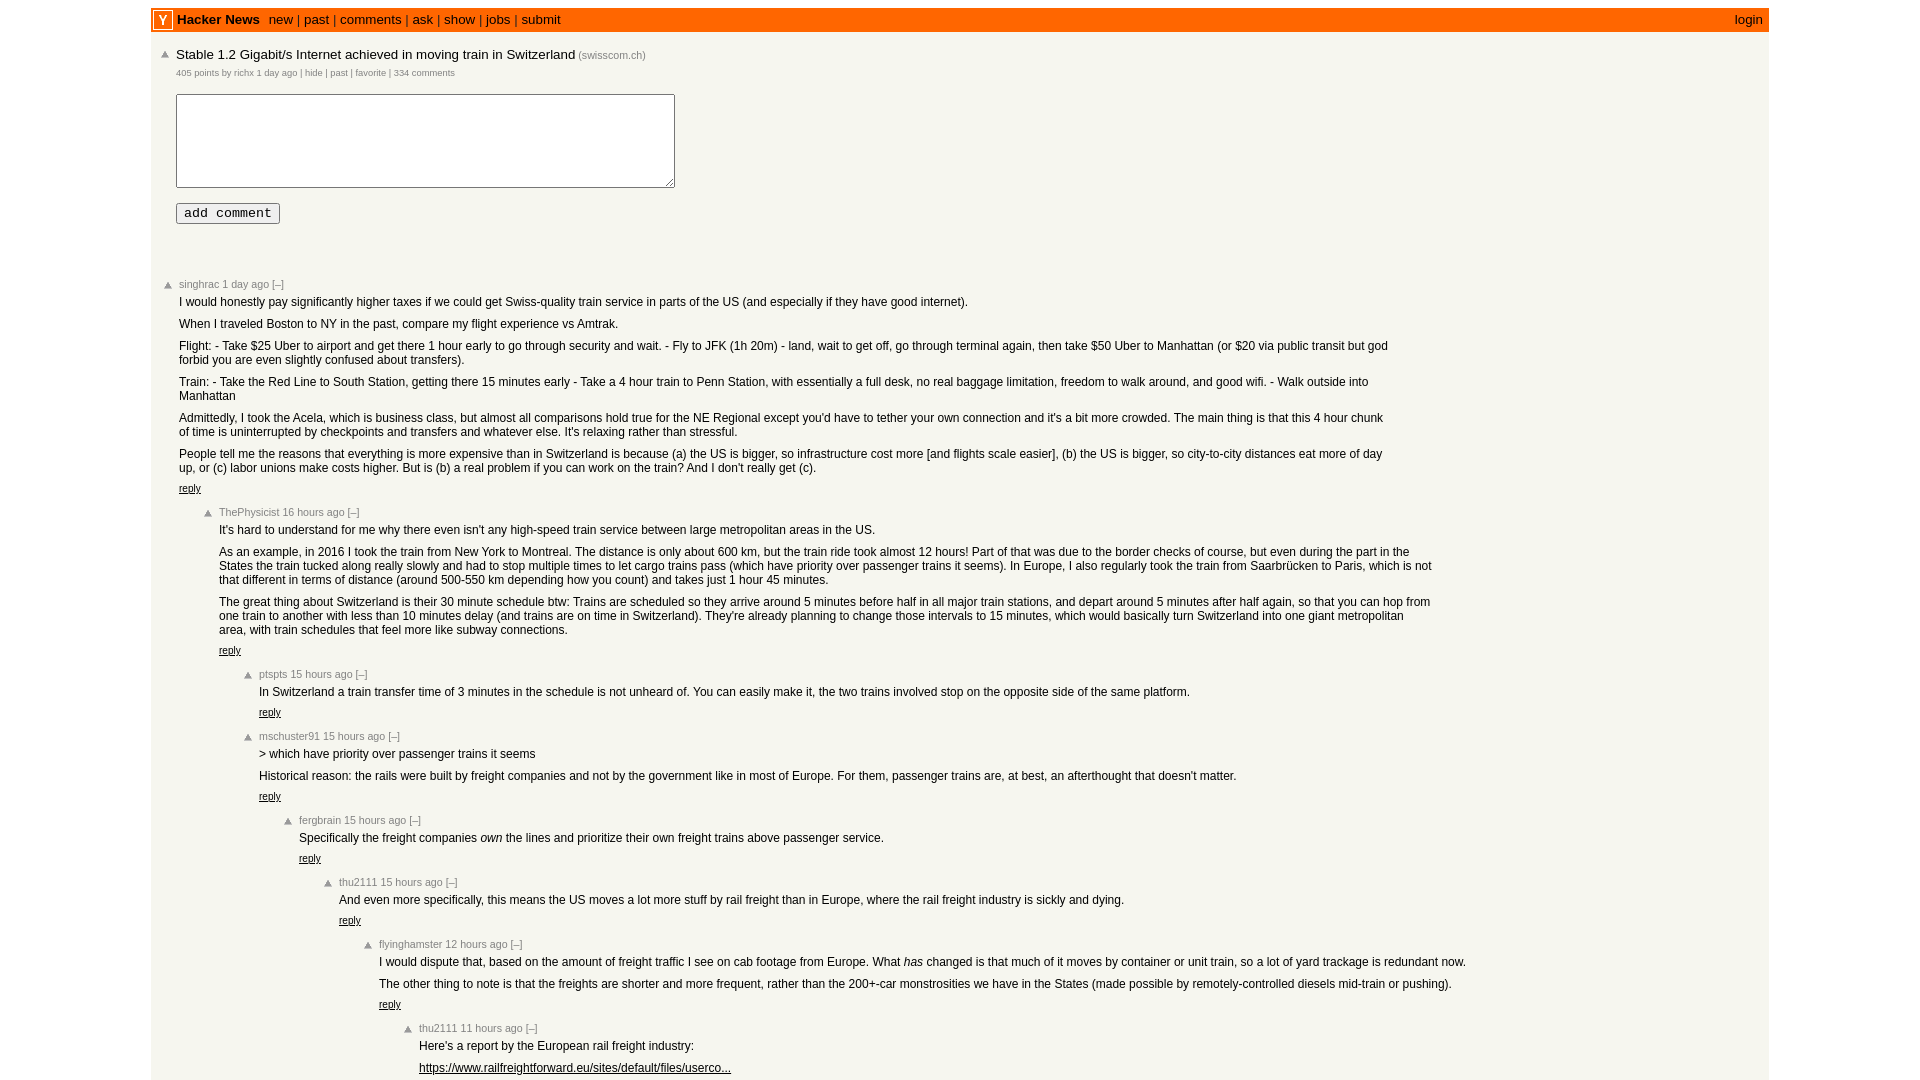 Y Hacker News new | past | comments | ask | show | jobs | submit login
Stable 1.2 Gigabit/s Internet achieved in moving train in Switzerland (swisscom.ch)
405 points by richx 1 day ago | hide | past | favorite | 334 comments
add comment
singhrac 1 day ago [–]
I would honestly pay significantly higher taxes if we could get Swiss-quality train service in parts of the US (and especially if they have good internet).
When I traveled Boston to NY in the past, compare my flight experience vs Amtrak.
Flight: - Take $25 Uber to airport and get there 1 hour early to go through security and wait. - Fly to JFK (1h 20m) - land, wait to get off, go through terminal again, then take $50 Uber to Manhattan (or $20 via public transit but god
forbid you are even slightly confused about transfers).
Train: - Take the Red Line to South Station, getting there 15 minutes early - Take a 4 hour train to Penn Station, with essentially a full desk, no real baggage limitation, freedom to walk around, and good wifi. - Walk outside into
Manhattan
Admittedly, I took the Acela, which is business class, but almost all comparisons hold true for the NE Regional except you'd have to tether your own connection and it's a bit more crowded. The main thing is that this 4 hour chunk
of time is uninterrupted by checkpoints and transfers and whatever else. It's relaxing rather than stressful.
People tell me the reasons that everything is more expensive than in Switzerland is because (a) the US is bigger, so infrastructure cost more [and flights scale easier], (b) the US is bigger, so city-to-city distances eat more of day
up, or (c) labor unions make costs higher. But is (b) a real problem if you can work on the train? And I don't really get (c).
reply
ThePhysicist 16 hours ago [–]
It's hard to understand for me why there even isn't any high-speed train service between large metropolitan areas in the US.
As an example, in 2016 I took the train from New York to Montreal. The distance is only about 600 km, but the train ride took almost 12 hours! Part of that was due to the border checks of course, but even during the part in the
States the train tucked along really slowly and had to stop multiple times to let cargo trains pass (which have priority over passenger trains it seems). In Europe, I also regularly took the train from Saarbrücken to Paris, which is not
that different in terms of distance (around 500-550 km depending how you count) and takes just 1 hour 45 minutes.
The great thing about Switzerland is their 30 minute schedule btw: Trains are scheduled so they arrive around 5 minutes before half in all major train stations, and depart around 5 minutes after half again, so that you can hop from
one train to another with less than 10 minutes delay (and trains are on time in Switzerland). They're already planning to change those intervals to 15 minutes, which would basically turn Switzerland into one giant metropolitan
area, with train schedules that feel more like subway connections.
reply
ptspts 15 hours ago [–]
In Switzerland a train transfer time of 3 minutes in the schedule is not unheard of. You can easily make it, the two trains involved stop on the opposite side of the same platform.
reply
mschuster91 15 hours ago [–]
> which have priority over passenger trains it seems
Historical reason: the rails were built by freight companies and not by the government like in most of Europe. For them, passenger trains are, at best, an afterthought that doesn't matter.
reply
fergbrain 15 hours ago [–]
Specifically the freight companies own the lines and prioritize their own freight trains above passenger service.
reply
thu2111 15 hours ago [–]
And even more specifically, this means the US moves a lot more stuff by rail freight than in Europe, where the rail freight industry is sickly and dying.
reply
flyinghamster 12 hours ago [–]
I would dispute that, based on the amount of freight traffic I see on cab footage from Europe. What has changed is that much of it moves by container or unit train, so a lot of yard trackage is redundant now.
The other thing to note is that the freights are shorter and more frequent, rather than the 200+-car monstrosities we have in the States (made possible by remotely-controlled diesels mid-train or pushing).
reply
thu2111 11 hours ago [–]
Here's a report by the European rail freight industry:
https://www.railfreightforward.eu/sites/default/files/userco...